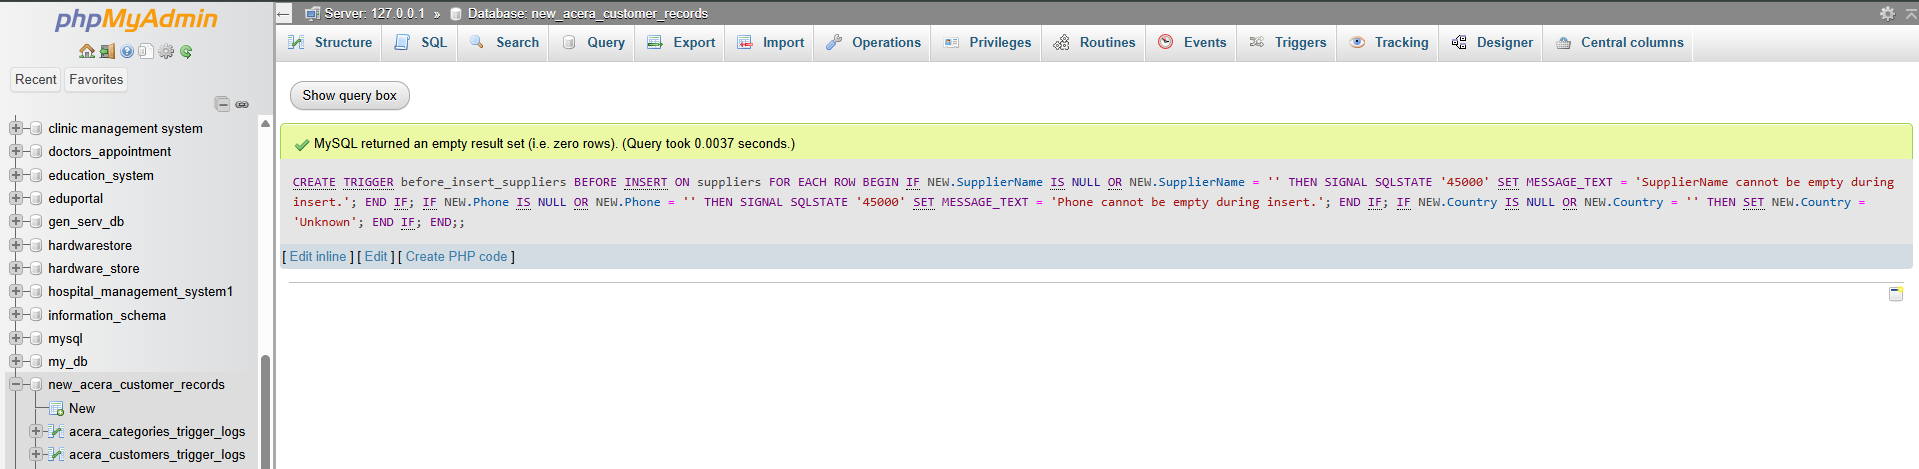 phpMyAdmin
Recent Favorites
clinic management system
doctors_appointment
education_system
eduportal
gen_serv_db
hardwarestore
hardware_store
hospital_management_system1
information_schema
mysql
my_db
new_acera_customer_records
New
acera_categories_trigger_logs
acera_customers_trigger_logs
Server: 127.0.0.1 » Database: new_acera_customer_records
Structure SQL Search Query Export Import Operations Privileges Routines Events Triggers Tracking Designer Central columns
Show query box
MySQL returned an empty result set (i.e. zero rows). (Query took 0.0037 seconds.)
CREATE TRIGGER before_insert_suppliers BEFORE INSERT ON suppliers FOR EACH ROW BEGIN IF NEW.SupplierName IS NULL OR NEW.SupplierName = '' THEN SIGNAL SQLSTATE '45000' SET MESSAGE_TEXT = 'SupplierName cannot be empty during
insert.'; END IF; IF NEW.Phone IS NULL OR NEW.Phone = '' THEN SIGNAL SQLSTATE '45000' SET MESSAGE_TEXT = 'Phone cannot be empty during insert.'; END IF; IF NEW.Country IS NULL OR NEW.Country = '' THEN SET NEW.Country =
'Unknown'; END IF; END;;
[ Edit inline ] [ Edit ] [ Create PHP code ]